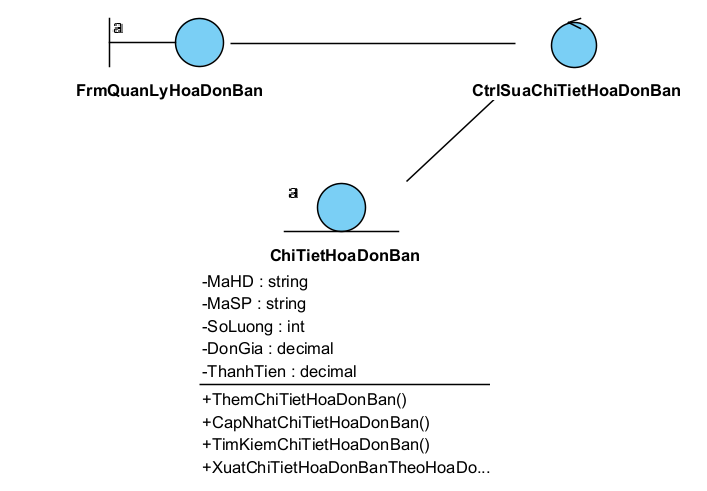 a
FrmQuanLyHoaDonBan
CtrlSuaChiTietHoaDonBan
a
ChiTietHoaDonBan
-MaHD : string
-MaSP : string
-SoLuong : int
-DonGia : decimal
-ThanhTien : decimal
+ThemChiTietHoaDonBan()
+CapNhatChiTietHoaDonBan()
+TimKiemChiTietHoaDonBan()
+XuatChiTietHoaDonBanTheoHoaDo...